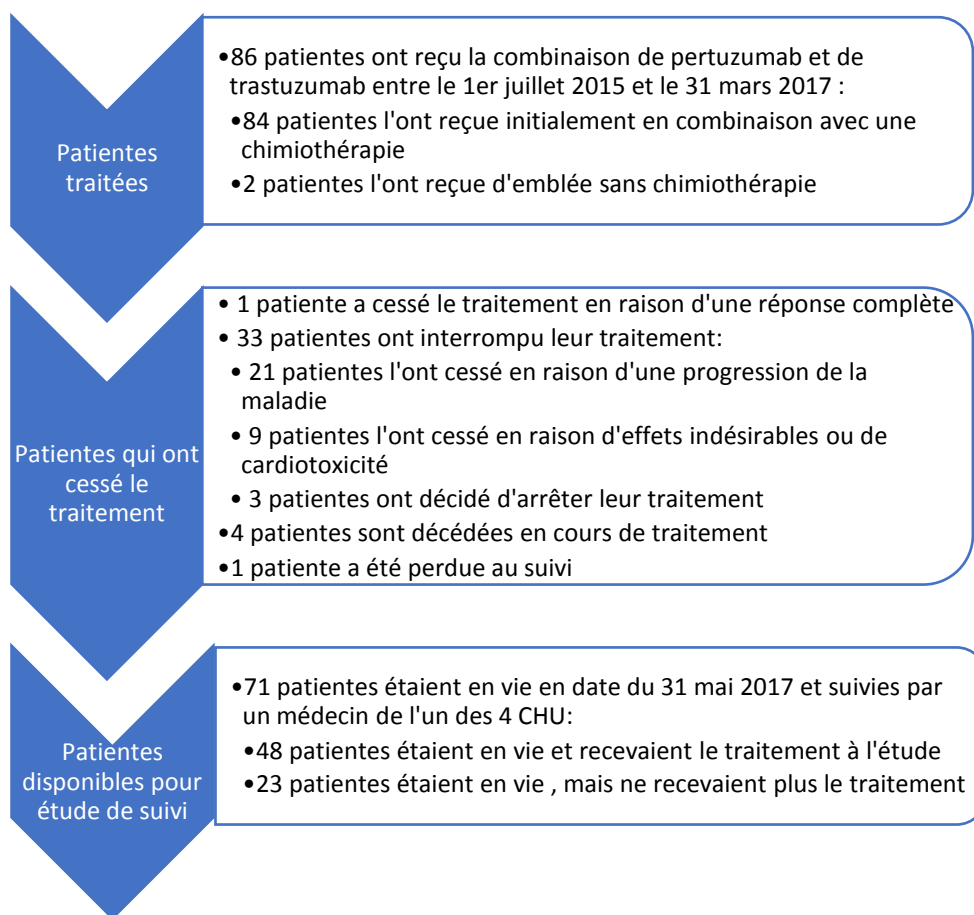 Patientes
traitées
•86 patientes ont reçu la combinaison de pertuzumab et de
trastuzumab entre le 1er juillet 2015 et le 31 mars 2017 :
•84 patientes l'ont reçue initialement en combinaison avec une
chimiothérapie
•2 patientes l'ont reçue d'emblée sans chimiothérapie
Patientes qui ont
cessé le
traitement
• 1 patiente a cessé le traitement en raison d'une réponse complète
• 33 patientes ont interrompu leur traitement:
• 21 patientes l'ont cessé en raison d'une progression de la
maladie
• 9 patientes l'ont cessé en raison d'effets indésirables ou de
cardiotoxicité
• 3 patientes ont décidé d'arrêter leur traitement
•4 patientes sont décédées en cours de traitement
•1 patiente a été perdue au suivi
Patientes
disponibles pour
étude de suivi
•71 patientes étaient en vie en date du 31 mai 2017 et suivies par
un médecin de l'un des 4 CHU:
•48 patientes étaient en vie et recevaient le traitement à l'étude
•23 patientes étaient en vie , mais ne recevaient plus le traitement